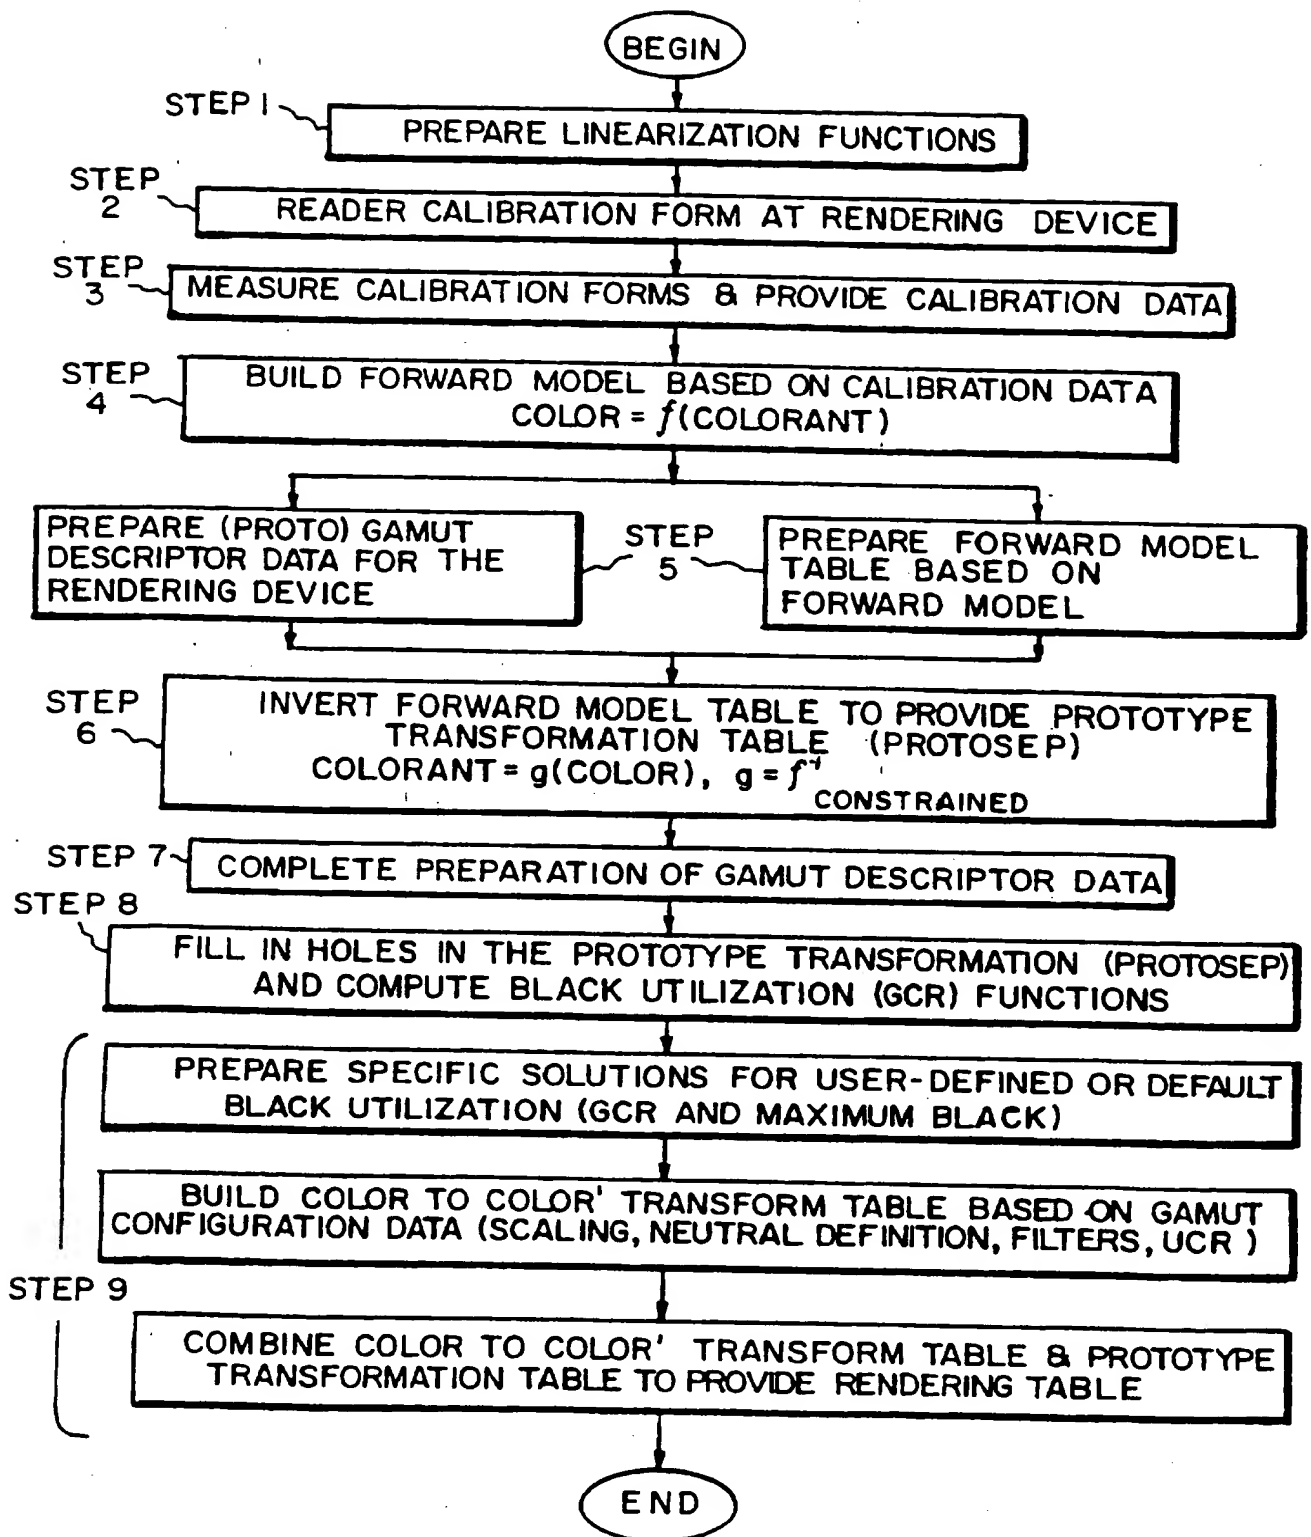 BEGIN
STEP 1
PREPARE LINEARIZATION FUNCTIONS
STEP
2
READER CALIBRATION FORM AT RENDERING DEVICE
STEP
3
MEASURE CALIBRATION FORMS & PROVIDE CALIBRATION DATA
STEP
4
BUILD FORWARD MODEL BASED ON CALIBRATION DATA
COLOR = f(COLORANT)
PREPARE (PROTO) GAMUT
DESCRIPTOR DATA FOR THE
RENDERING DEVICE
STEP
5
PREPARE FORWARD MODEL
TABLE BASED ON
FORWARD MODEL
STEP
6
INVERT FORWARD MODEL TABLE TO PROVIDE PROTOTYPE
TRANSFORMATION TABLE (PROTOSEP)
COLORANT = g(COLOR), g = f⁻¹
CONSTRAINED
STEP 7
COMPLETE PREPARATION OF GAMUT DESCRIPTOR DATA
STEP 8
FILL IN HOLES IN THE PROTOTYPE TRANSFORMATION (PROTOSEP)
AND COMPUTE BLACK UTILIZATION (GCR) FUNCTIONS
PREPARE SPECIFIC SOLUTIONS FOR USER-DEFINED OR DEFAULT
BLACK UTILIZATION (GCR AND MAXIMUM BLACK)
BUILD COLOR TO COLOR' TRANSFORM TABLE BASED ON GAMUT
CONFIGURATION DATA (SCALING, NEUTRAL DEFINITION, FILTERS, UCR )
STEP 9
COMBINE COLOR TO COLOR' TRANSFORM TABLE & PROTOTYPE
TRANSFORMATION TABLE TO PROVIDE RENDERING TABLE
END